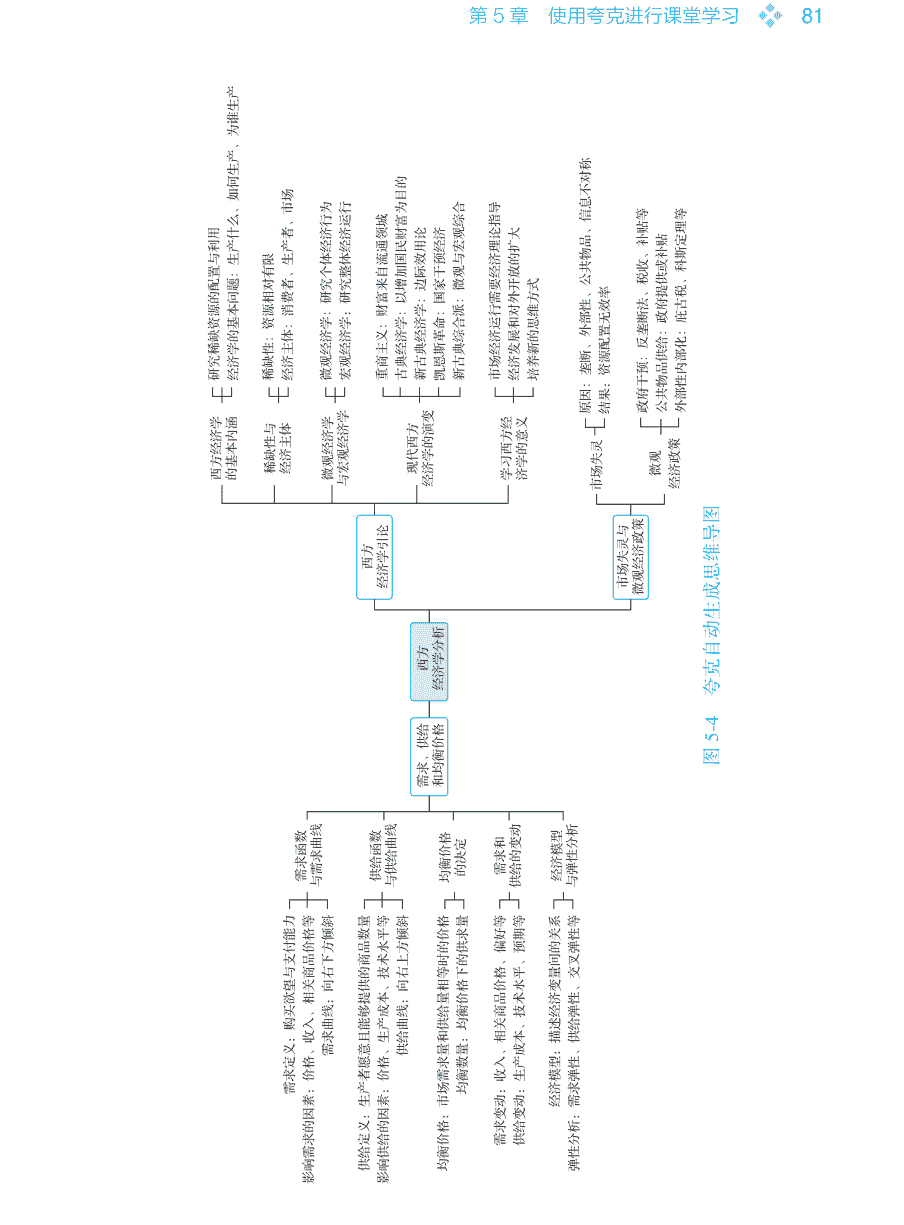 第 5 章 使用夸克进行课堂学习 81
西方
经济学分析
西方
经济学引论
西方经济学
的基本内涵
研究稀缺资源的配置与利用
经济学的基本问题：生产什么、如何生产、为谁生产
稀缺性与
经济主体
稀缺性：资源相对有限
经济主体：消费者、生产者、市场
微观经济学
与宏观经济学
微观经济学：研究个体经济行为
宏观经济学：研究整体经济运行
现代西方
经济学的演变
重商主义：财富来自流通领域
古典经济学：以增加国民财富为目的
新古典经济学：边际效用论
凯恩斯革命：国家干预经济
新古典综合派：微观与宏观综合
学习西方经
济学的意义
市场经济运行需要经济理论指导
经济发展和对外开放的扩大
培养新的思维方式
市场失灵与
微观经济政策
市场失灵
原因：垄断、外部性、公共物品、信息不对称
结果：资源配置无效率
微观
经济政策
政府干预：反垄断法、税收、补贴等
公共物品供给：政府提供或补贴
外部性内部化：庇古税、科斯定理等
需求、供给
和均衡价格
需求函数
与需求曲线
需求定义：购买欲望与支付能力
影响需求的因素：价格、收入、相关商品价格等
需求曲线：向右下方倾斜
供给函数
与供给曲线
供给定义：生产者愿意且能够提供的商品数量
影响供给的因素：价格、生产成本、技术水平等
供给曲线：向右上方倾斜
均衡价格
的决定
均衡价格：市场需求量和供给量相等时的价格
均衡数量：均衡价格下的供求量
需求和
供给的变动
需求变动：收入、相关商品价格、偏好等
供给变动：生产成本、技术水平、预期等
经济模型
与弹性分析
经济模型：描述经济变量间的关系
弹性分析：需求弹性、供给弹性、交叉弹性等
图 5-4 夸克自动生成思维导图